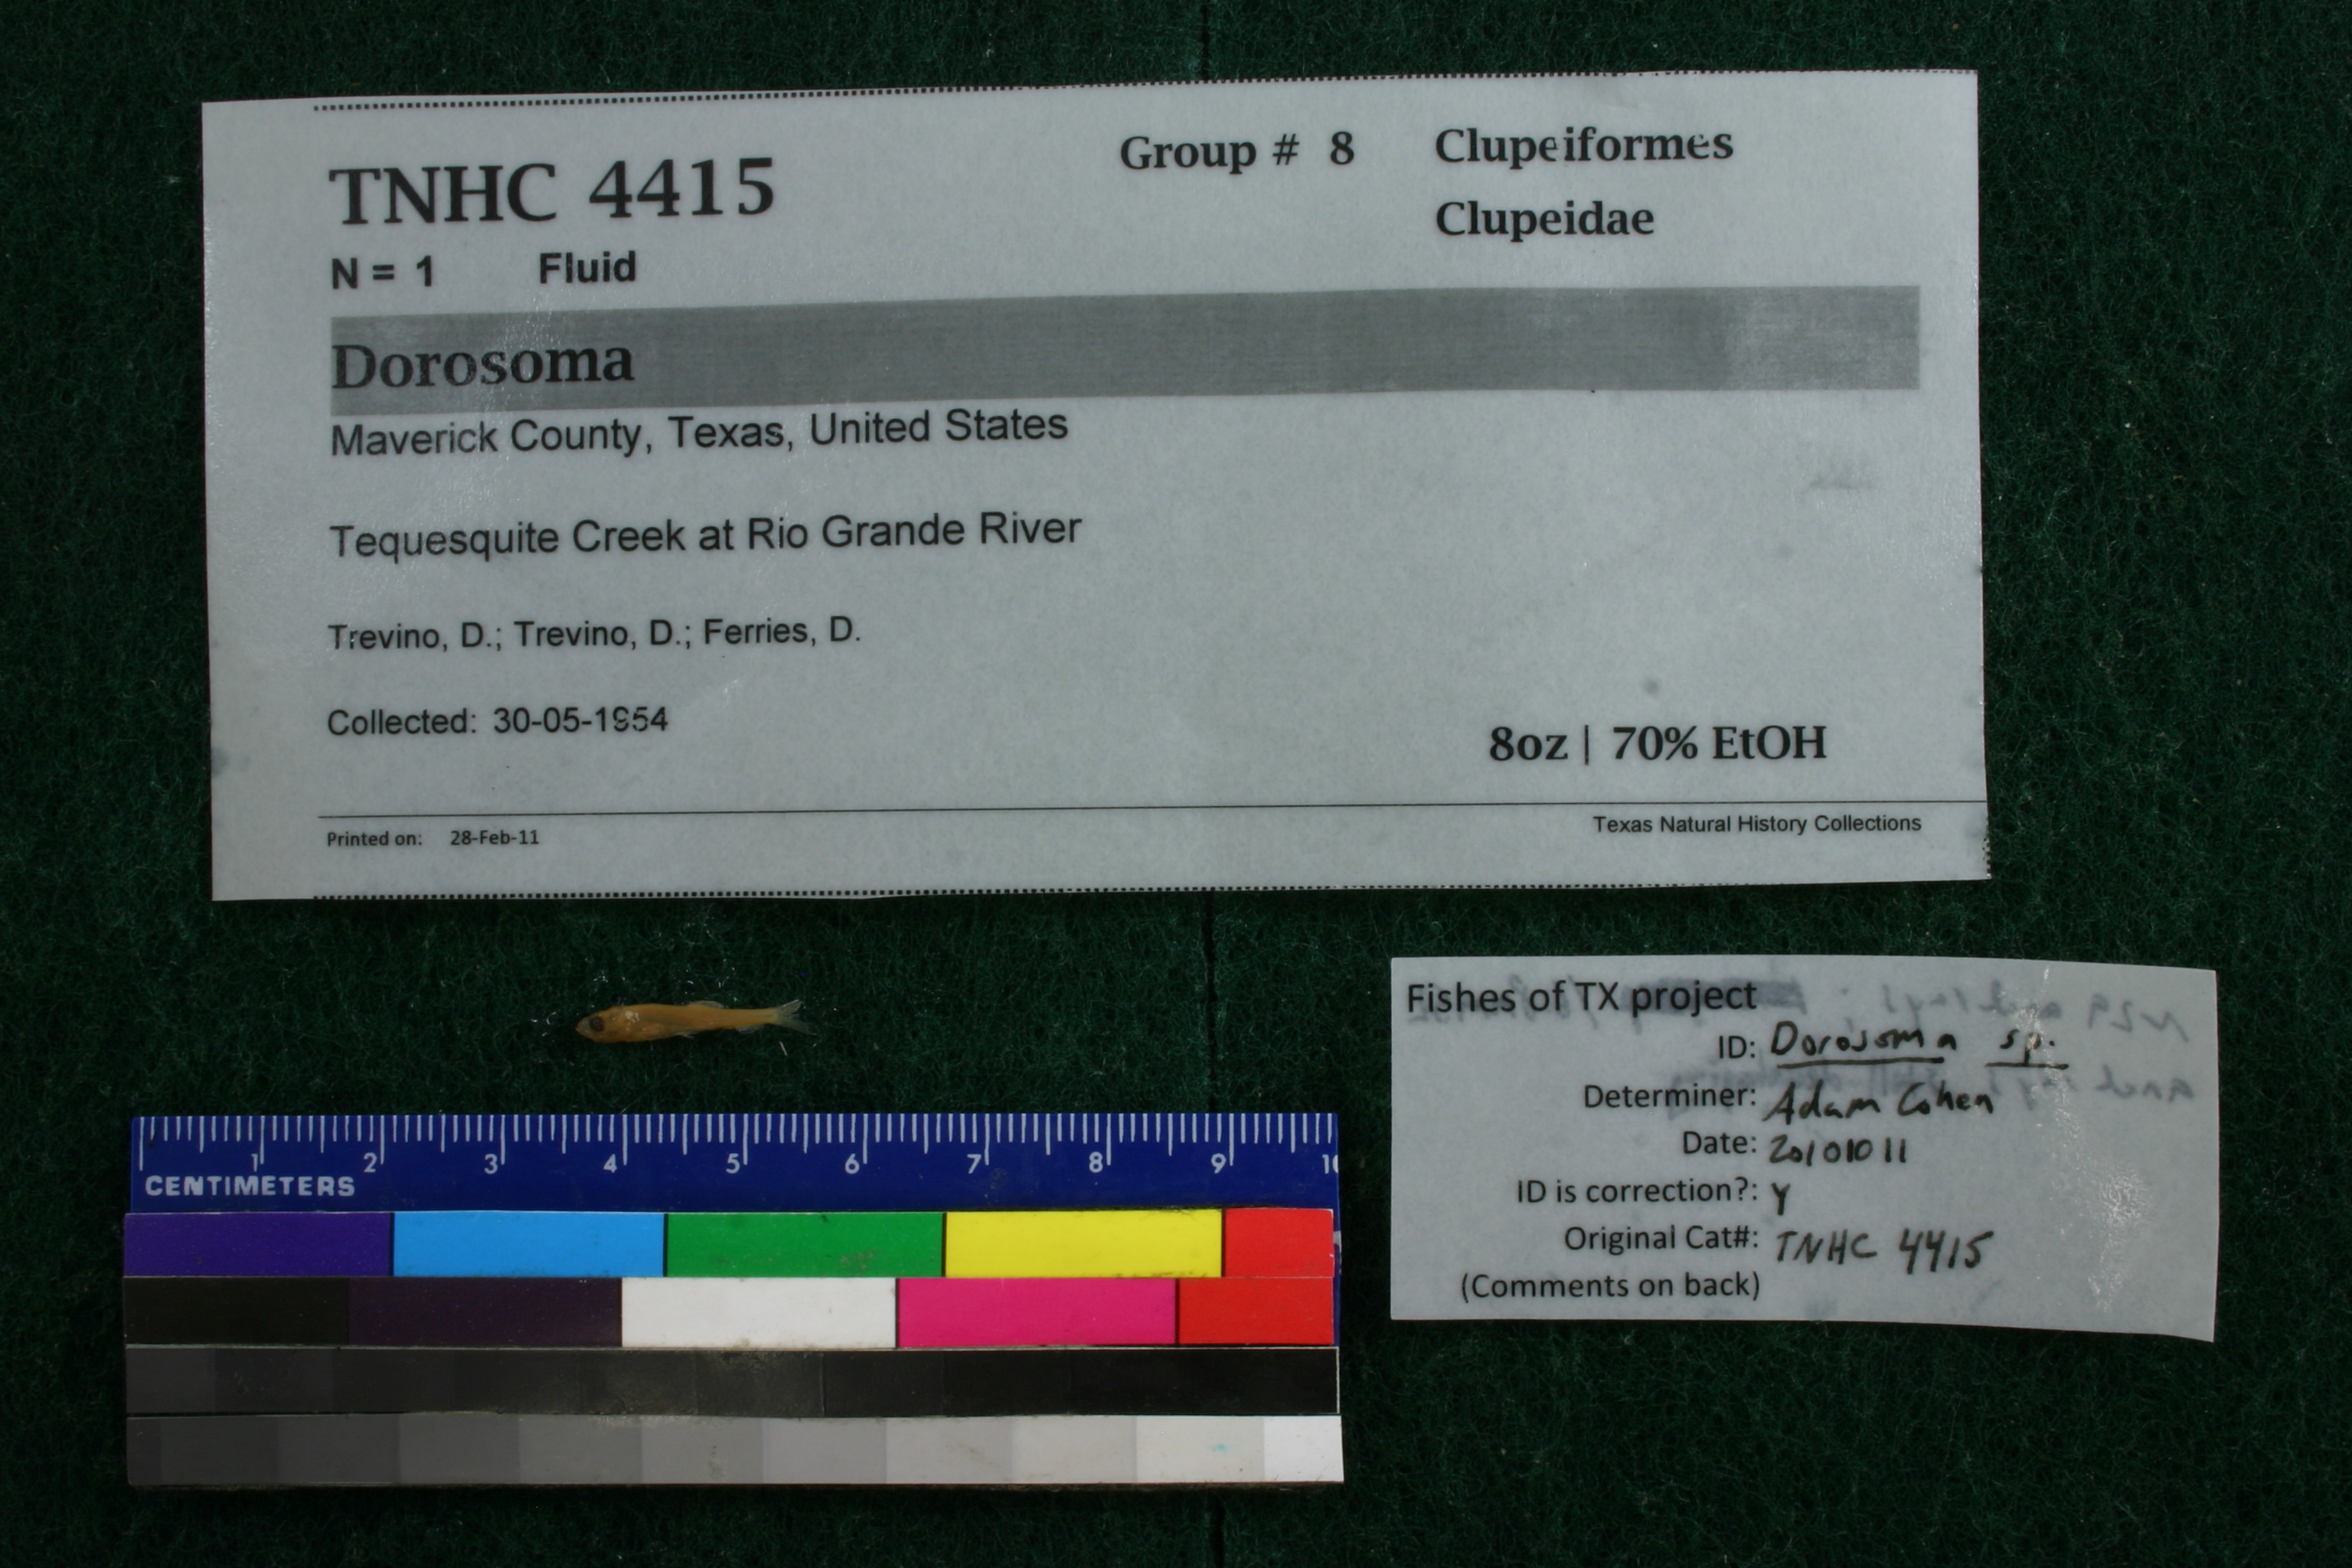 TNHC 4415
Group # 8 Clupeiformes
Clupeidae
N = 1 Fluid
Dorosoma
Maverick County, Texas, United States
Tequesquite Creek at Rio Grande River
Trevino, D.; Trevino, D.; Ferries, D.
Collected: 30-05-1954
8oz | 70% EtOH
Printed on: 28-Feb-11
Texas Natural History Collections
Fishes of TX project
ID: Dorosoma sp.
Determiner: Adam Cohen
Date: 20101011
ID is correction?: Y
Original Cat#: TNHC 4415
(Comments on back)
1 2 3 4 5 6 7 8 9
CENTIMETERS